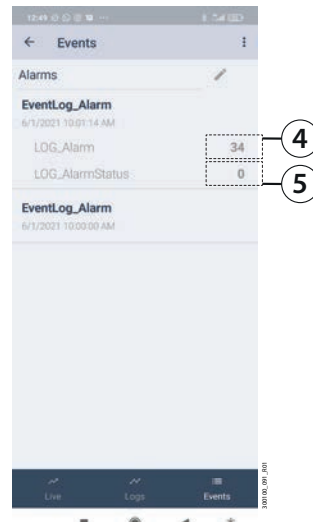 12:49
Events
Alarms
EventLog_Alarm
6/1/2021 10:01:14 AM
LOG_Alarm 34
4
LOG_AlarmStatus 0
5
EventLog_Alarm
6/1/2021 10:00:00 AM
Live Logs Events
300100_091_R01